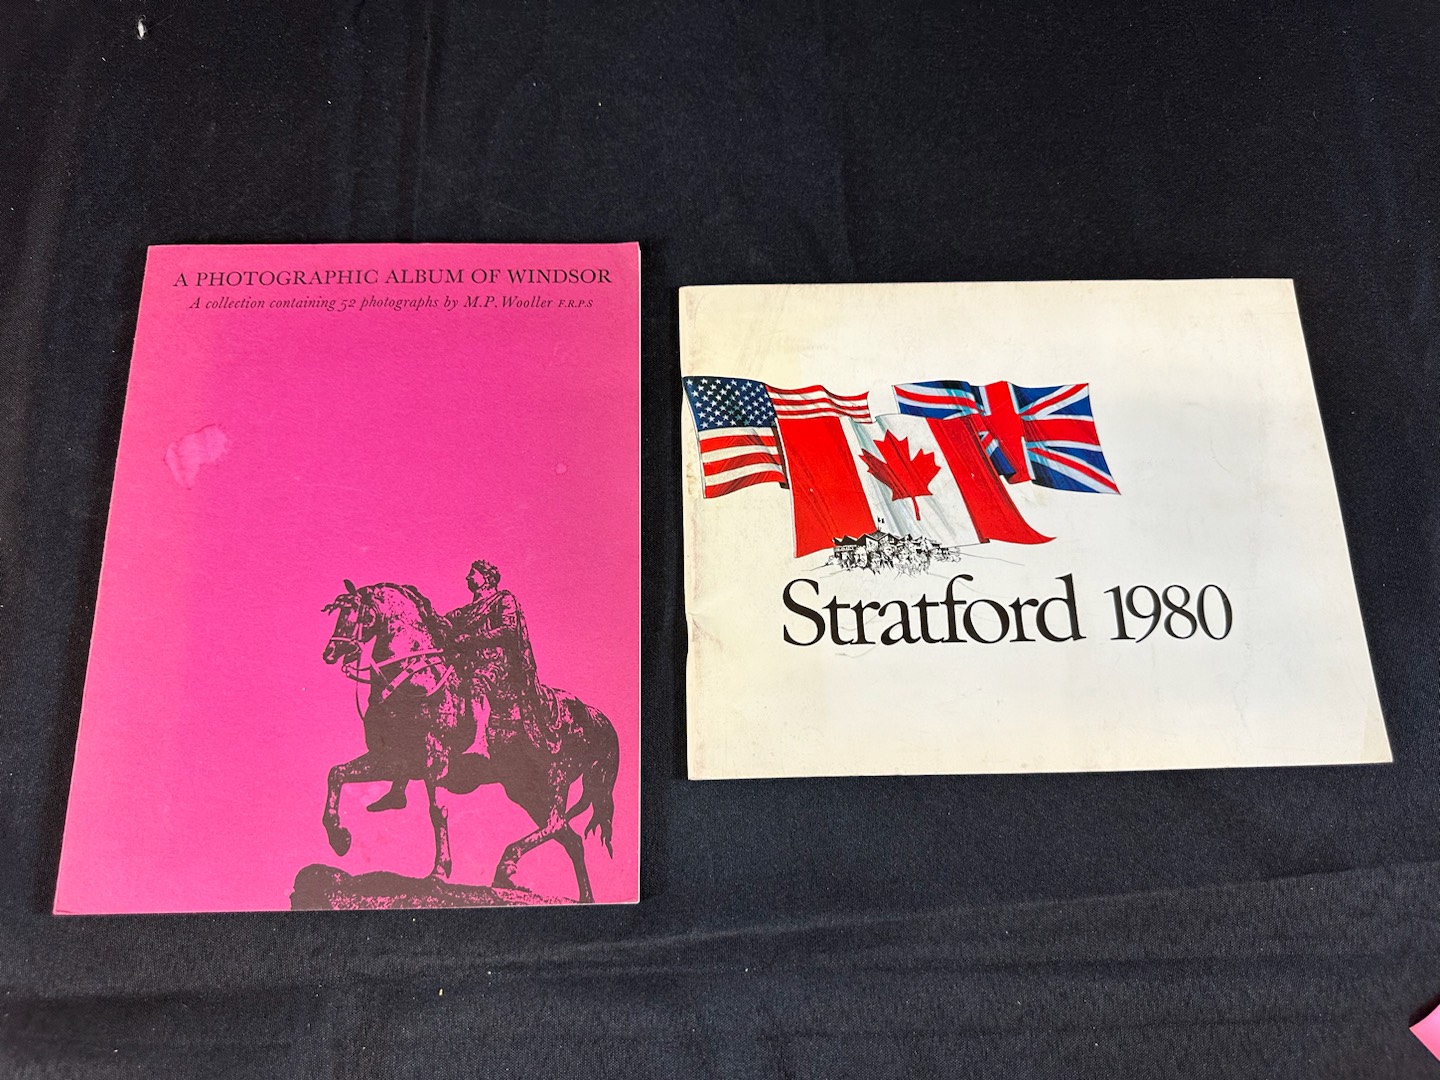 A PHOTOGRAPHIC ALBUM OF WINDSOR
A collection containing 52 photographs by M.P. Wooller F.R.P.S
Stratford 1980